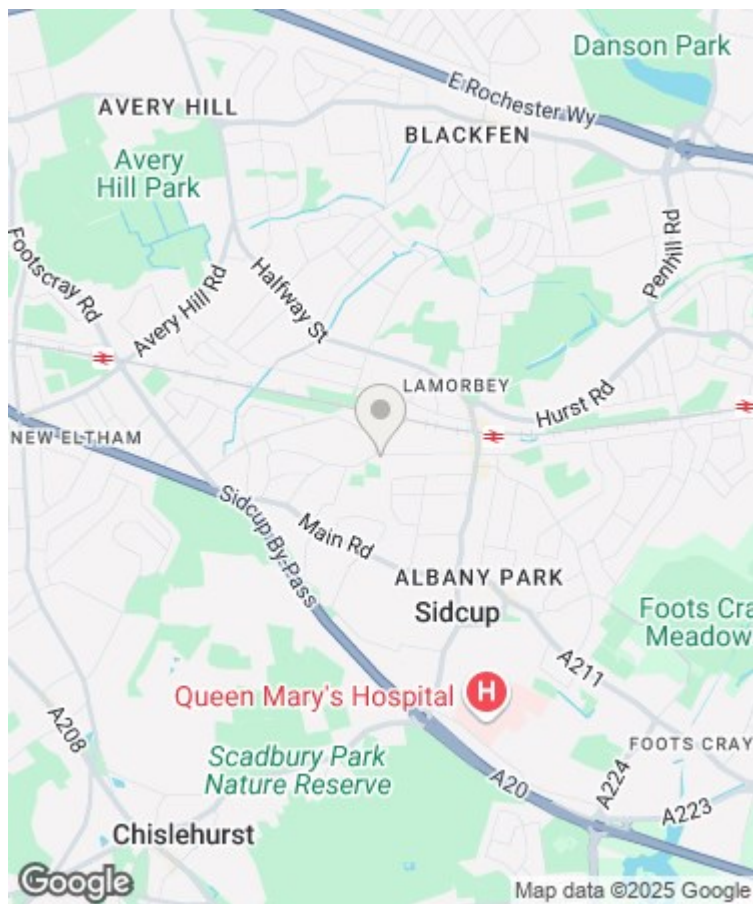 Danson Park
E Rochester Wy
AVERY HILL
BLACKFEN
Avery
Hill Park
Penhill Rd
Footscray Rd
Avery Hill Rd
Halfway St
LAMORBEY
Hurst Rd
NEW ELTHAM
Sidcup By-Pass
Main Rd
ALBANY PARK
Sidcup
Foots Cra
Meadow
A211
Queen Mary's Hospital
H
A208
Scadbury Park
Nature Reserve
FOOTS CRAY
A20
A224
A223
Chislehurst
Google
Map data ©2025 Google